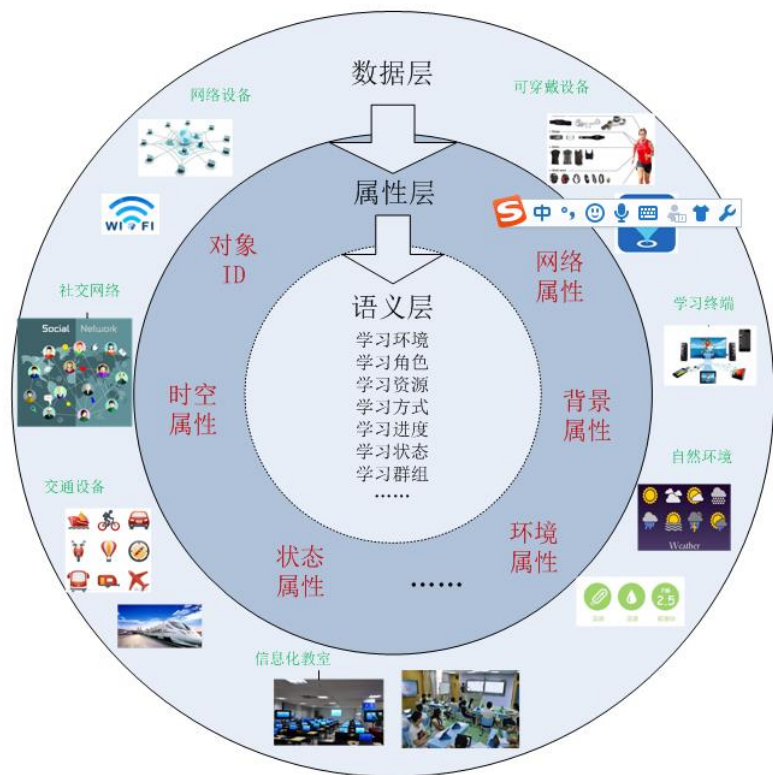 数据层
网络设备
可穿戴设备
WI FI
属性层
中
对象
ID
网络
属性
语义层
学习环境
学习角色
学习资源
学习方式
学习进度
学习状态
学习群组
……
社交网络
Social Network
学习终端
时空
属性
背景
属性
自然环境
Weather
交通设备
状态
属性
……
环境
属性
2.5
信息化教室